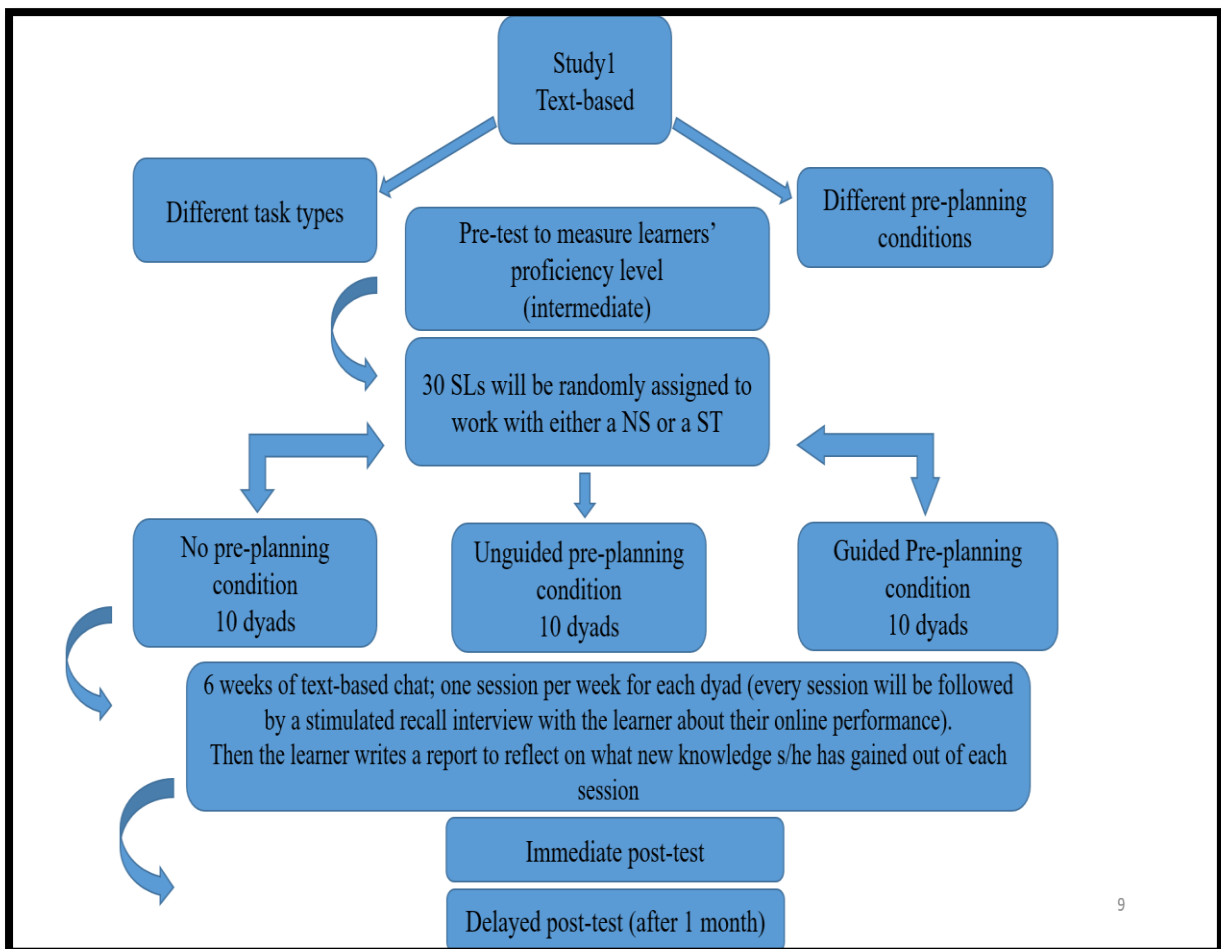 Study1
Text-based
Different task types
Different pre-planning
conditions
Pre-test to measure learners’
proficiency level
(intermediate)
30 SLs will be randomly assigned to
work with either a NS or a ST
No pre-planning
condition
10 dyads
Unguided pre-planning
condition
10 dyads
Guided Pre-planning
condition
10 dyads
6 weeks of text-based chat; one session per week for each dyad (every session will be followed
by a stimulated recall interview with the learner about their online performance).
Then the learner writes a report to reflect on what new knowledge s/he has gained out of each
session
Immediate post-test
Delayed post-test (after 1 month)
9